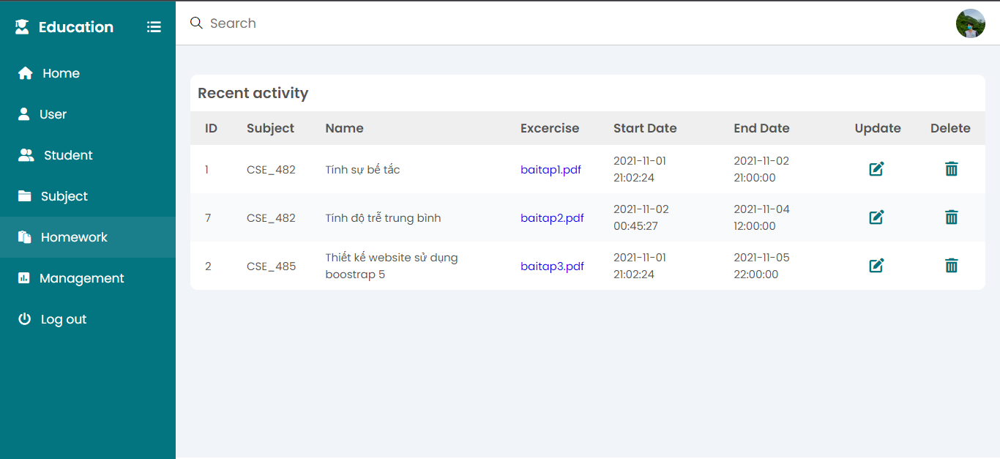 Education
Search
Home
User
Student
Subject
Homework
Management
Log out
Recent activity
ID Subject Name Excercise Start Date End Date Update Delete
1 CSE_482 Tính sự bế tắc baitap1.pdf 2021-11-01 21:02:24 2021-11-02 21:00:00
7 CSE_482 Tính độ trễ trung bình baitap2.pdf 2021-11-02 00:45:27 2021-11-04 12:00:00
2 CSE_485 Thiết kế website sử dụng boostrap 5 baitap3.pdf 2021-11-01 21:02:24 2021-11-05 22:00:00